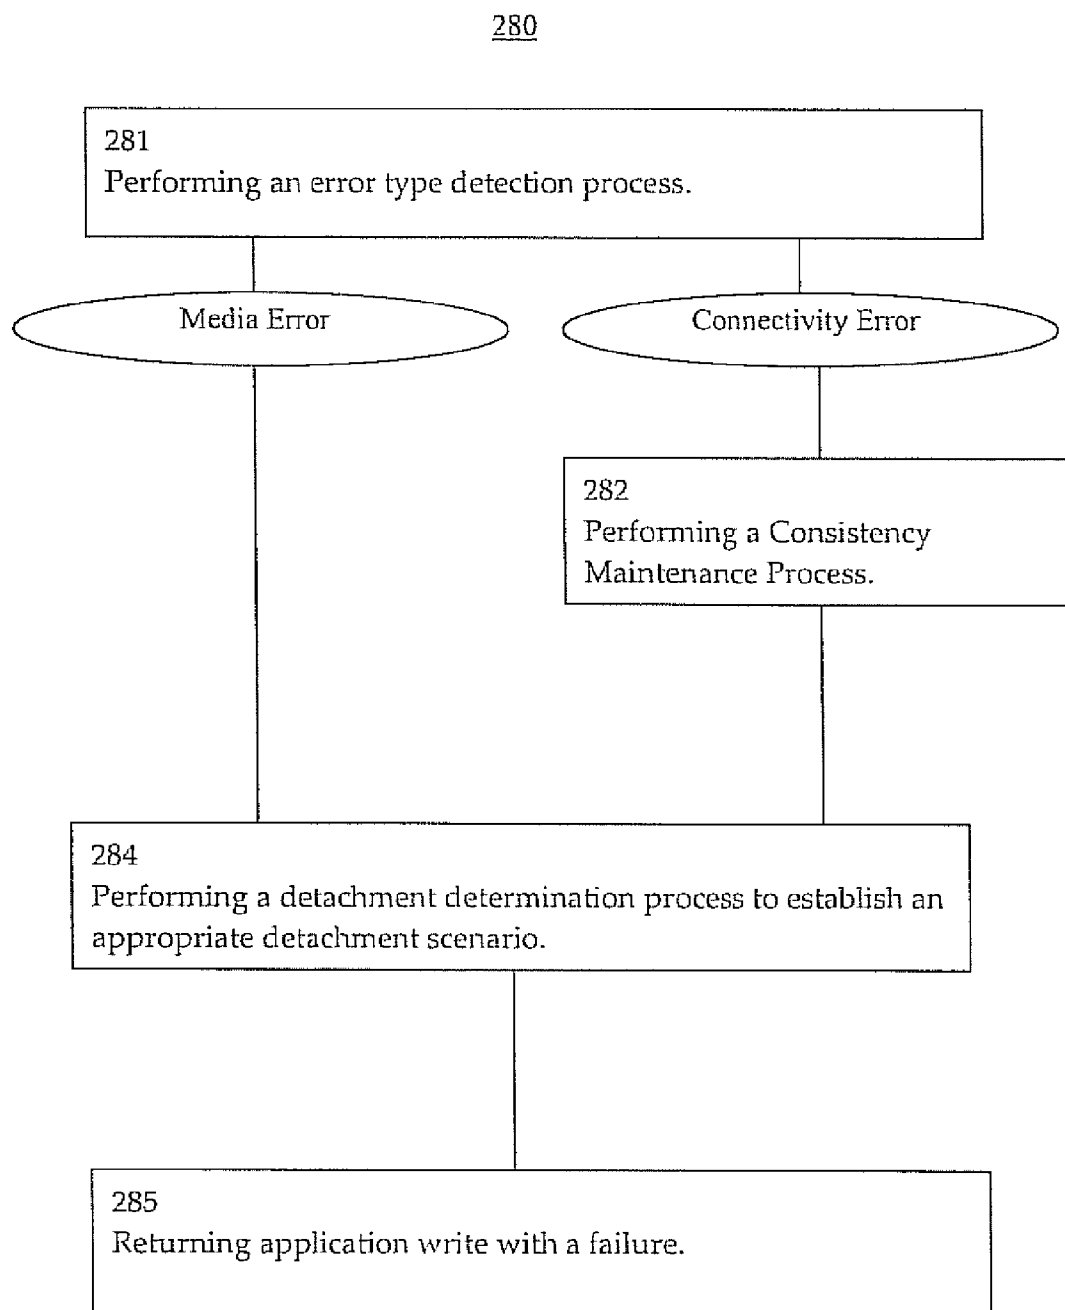 280
281
Performing an error type detection process.
Media Error
Connectivity Error
282
Performing a Consistency
Maintenance Process.
284
Performing a detachment determination process to establish an
appropriate detachment scenario.
285
Returning application write with a failure.